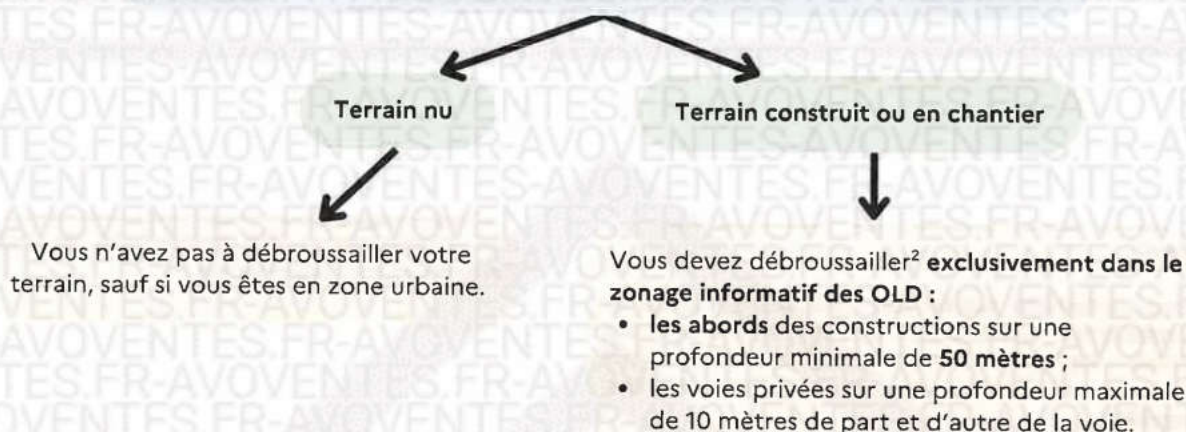 Terrain nu
Terrain construit ou en chantier
Vous n'avez pas à débroussailler votre
terrain, sauf si vous êtes en zone urbaine.
Vous devez débroussailler² exclusivement dans le
zonage informatif des OLD :
• les abords des constructions sur une
profondeur minimale de 50 mètres ;
• les voies privées sur une profondeur maximale
de 10 mètres de part et d'autre de la voie.